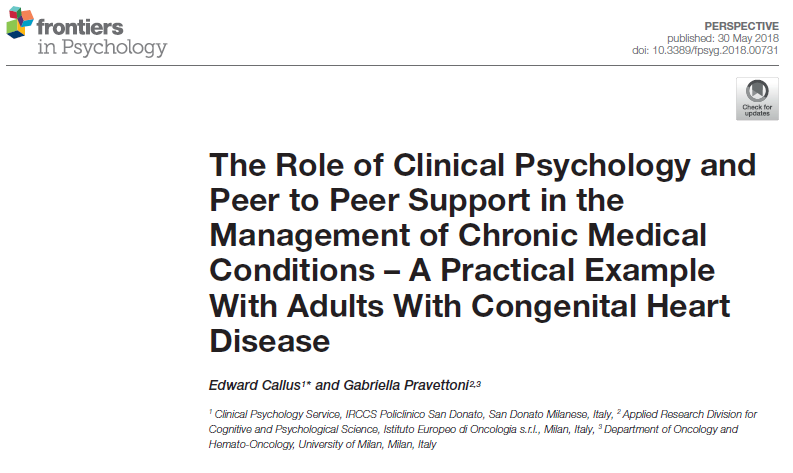 frontiers
in Psychology
PERSPECTIVE
published: 30 May 2018
doi: 10.3389/fpsyg.2018.00731
Check for
updates
The Role of Clinical Psychology and
Peer to Peer Support in the
Management of Chronic Medical
Conditions – A Practical Example
With Adults With Congenital Heart
Disease
Edward Callus1* and Gabriella Pravettoni2,3
1 Clinical Psychology Service, IRCCS Policlinico San Donato, San Donato Milanese, Italy, 2 Applied Research Division for
Cognitive and Psychological Science, Istituto Europeo di Oncologia s.r.l., Milan, Italy, 3 Department of Oncology and
Hemato-Oncology, University of Milan, Milan, Italy